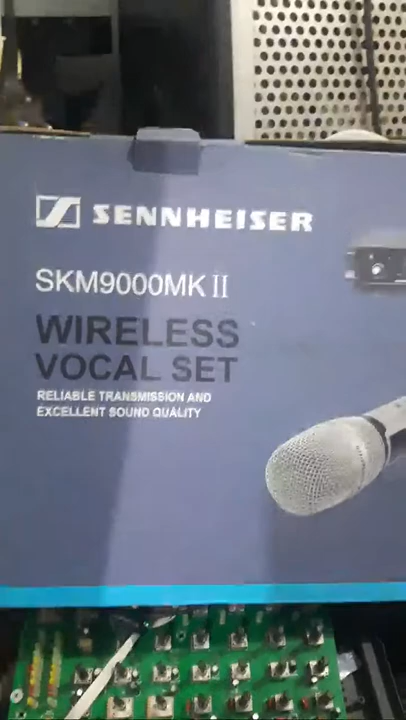 SENNHEISER
SKM9000MK II
WIRELESS
VOCAL SET
RELIABLE TRANSMISSION AND
EXCELLENT SOUND QUALITY